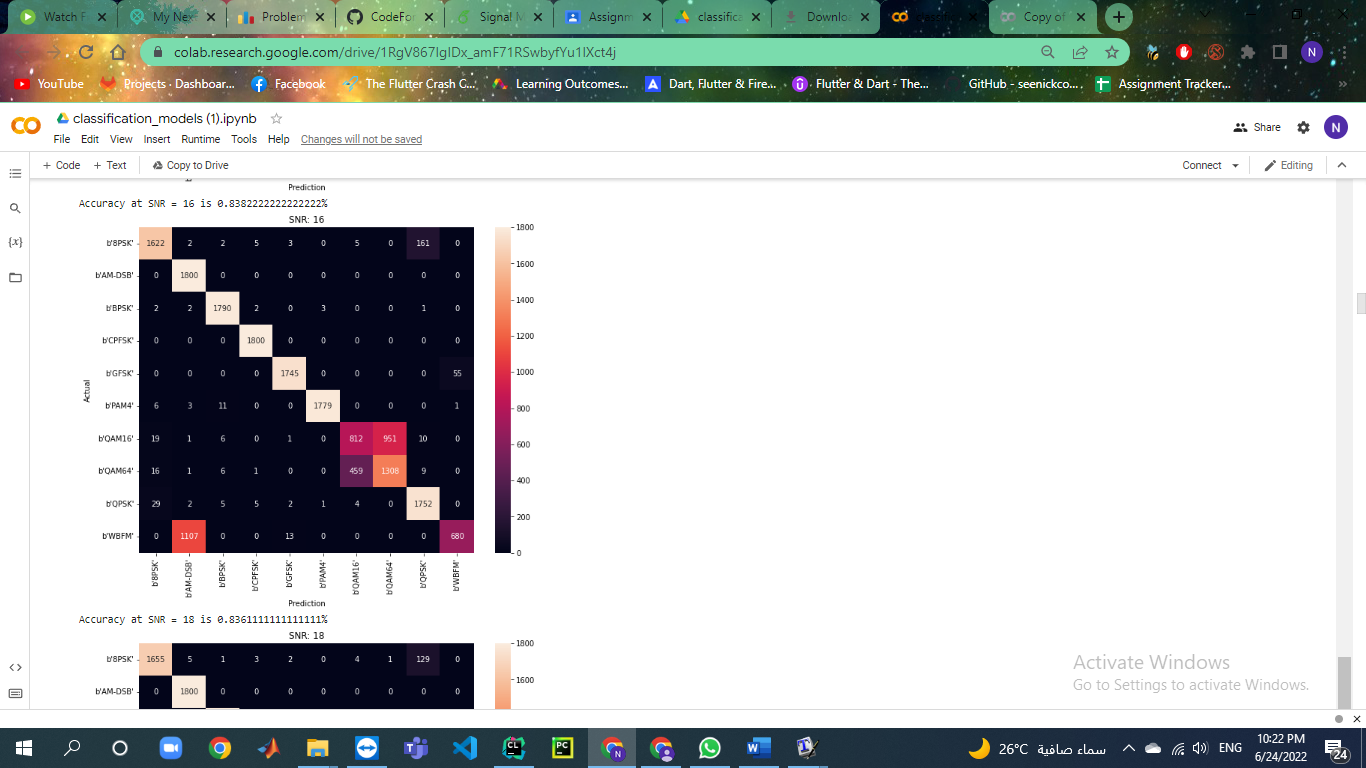 Watch F
My Nex
Problem
CodeFor
Signal M
Assignm
classifica
Downloa
Copy of
colab.research.google.com/drive/1RgV867IgIDx_amF71RSwbyfYu1lXct4j
N
YouTube
Projects · Dashboar...
Facebook
The Flutter Crash C...
Learning Outcomes...
Dart, Flutter & Fire...
Flutter & Dart - The...
GitHub - seenickco...
Assignment Tracker...
»
CO
classification_models (1).ipynb
File Edit View Insert Runtime Tools Help Changes will not be saved
Share
N
+ Code + Text Copy to Drive
Connect Editing
{x}
Prediction
Accuracy at SNR = 16 is 0.8382222222222222%
SNR: 16
b'8PSK' 1622 2 2 5 3 0 5 0 161 0
b'AM-DSB' 0 1800 0 0 0 0 0 0 0 0
b'BPSK' 2 2 1790 2 0 3 0 0 1 0
b'CPFSK' 0 0 0 1800 0 0 0 0 0 0
b'GFSK' 0 0 0 0 1745 0 0 0 0 55
b'PAM4' 6 3 11 0 0 1779 0 0 0 1
b'QAM16' 19 1 6 0 1 0 812 951 10 0
b'QAM64' 16 1 6 1 0 0 459 1308 9 0
b'QPSK' 29 2 5 5 2 1 4 0 1752 0
b'WBFM' 0 1107 0 0 13 0 0 0 0 680
Actual
b'8PSK' b'AM-DSB' b'BPSK' b'CPFSK' b'GFSK' b'PAM4' b'QAM16' b'QAM64' b'QPSK' b'WBFM'
Prediction
1800
1600
1400
1200
1000
800
600
400
200
0
Accuracy at SNR = 18 is 0.8361111111111111%
SNR: 18
b'8PSK' 1655 5 1 3 2 0 4 1 129 0
b'AM-DSB' 0 1800 0 0 0 0 0 0 0 0
1800
1600
Activate Windows
Go to Settings to activate Windows.
CL
PC
N
W
26°C سماء صافية
ENG
10:22 PM
6/24/2022
24